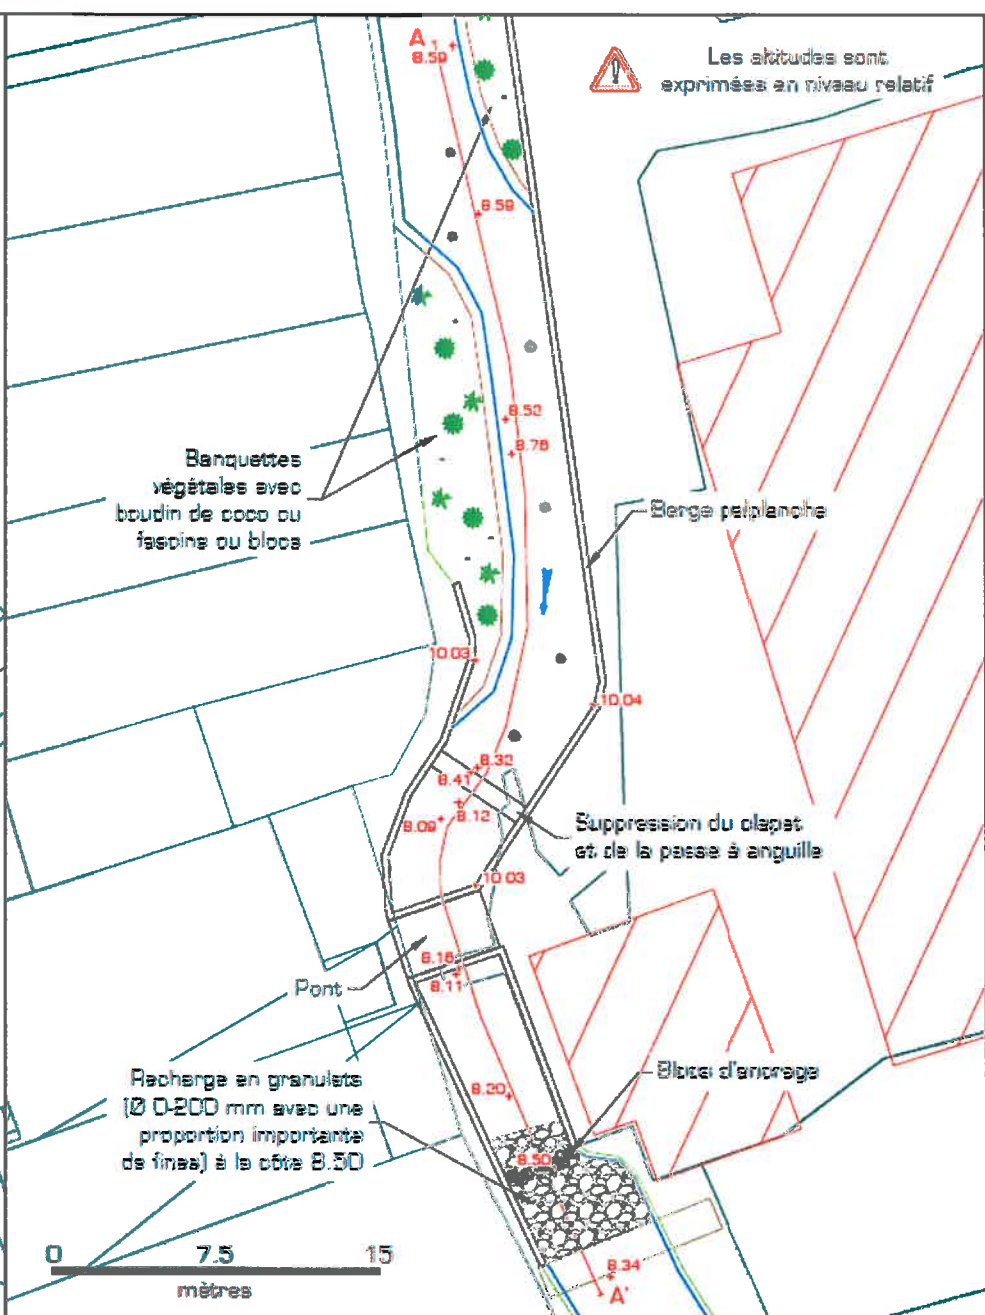 A
8.59
Les altitudes sont
exprimées en niveau relatif
8.59
8.52
8.76
Banquettes
végétales avec
boudin de coco ou
fascine ou blocs
Berge palplanche
10.03
10.04
8.32
8.41
8.12
8.09
Suppression du clapet
et de la passe à anguille
10.03
8.16
8.11
Pont
Recharge en granulats
(Ø 0-200 mm avec une
proportion importante
de fines) à la côte 8.50
Blocs d'ancrage
8.20
8.50
0 7.5 15
mètres
8.34
A'